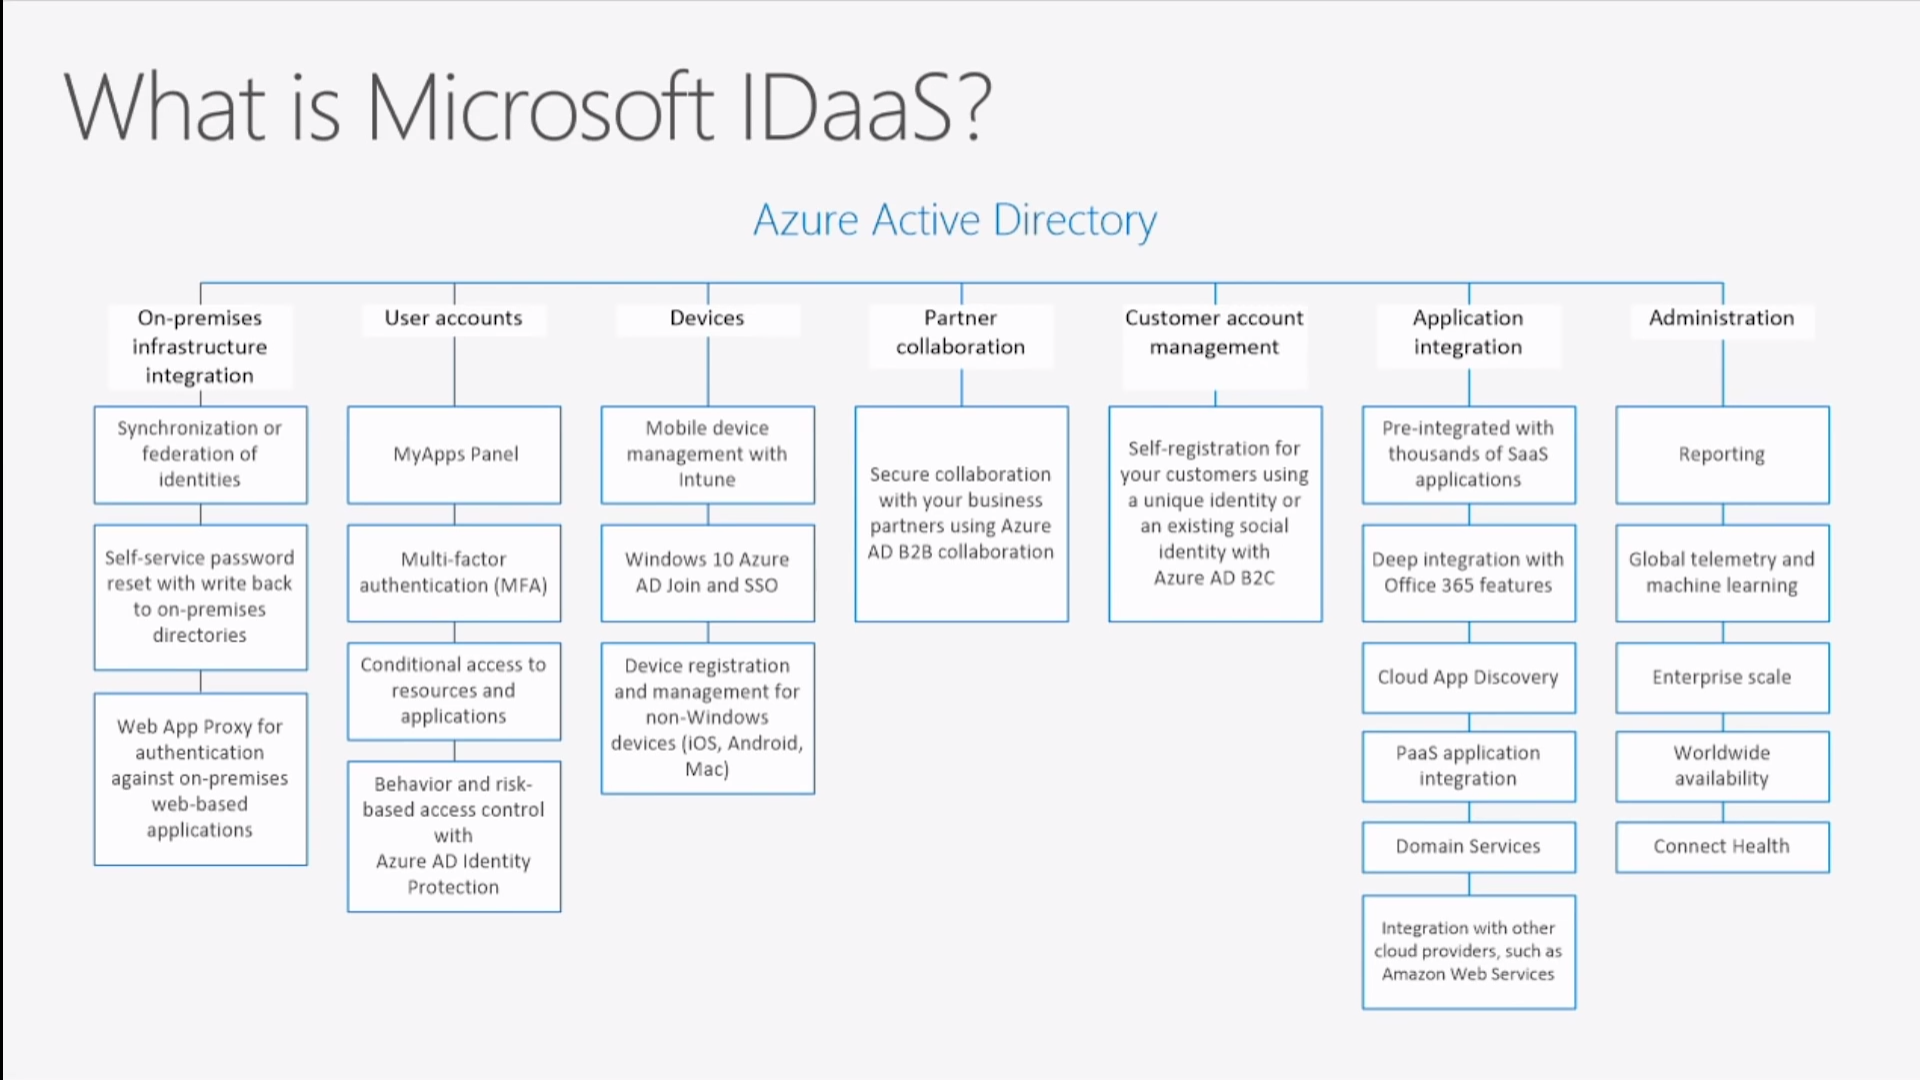 What is Microsoft IDaaS?
Azure Active Directory
On-premises
infrastructure
integration
Synchronization or
federation of
identities
Self-service password
reset with write back
to on-premises
directories
Web App Proxy for
authentication
against on-premises
web-based
applications
User accounts
MyApps Panel
Multi-factor
authentication (MFA)
Conditional access to
resources and
applications
Behavior and risk-
based access control
with
Azure AD Identity
Protection
Devices
Mobile device
management with
Intune
Windows 10 Azure
AD Join and SSO
Device registration
and management for
non-Windows
devices (iOS, Android,
Mac)
Partner
collaboration
Secure collaboration
with your business
partners using Azure
AD B2B collaboration
Customer account
management
Self-registration for
your customers using
a unique identity or
an existing social
identity with
Azure AD B2C
Application
integration
Pre-integrated with
thousands of SaaS
applications
Deep integration with
Office 365 features
Cloud App Discovery
PaaS application
integration
Domain Services
Integration with other
cloud providers, such as
Amazon Web Services
Administration
Reporting
Global telemetry and
machine learning
Enterprise scale
Worldwide
availability
Connect Health